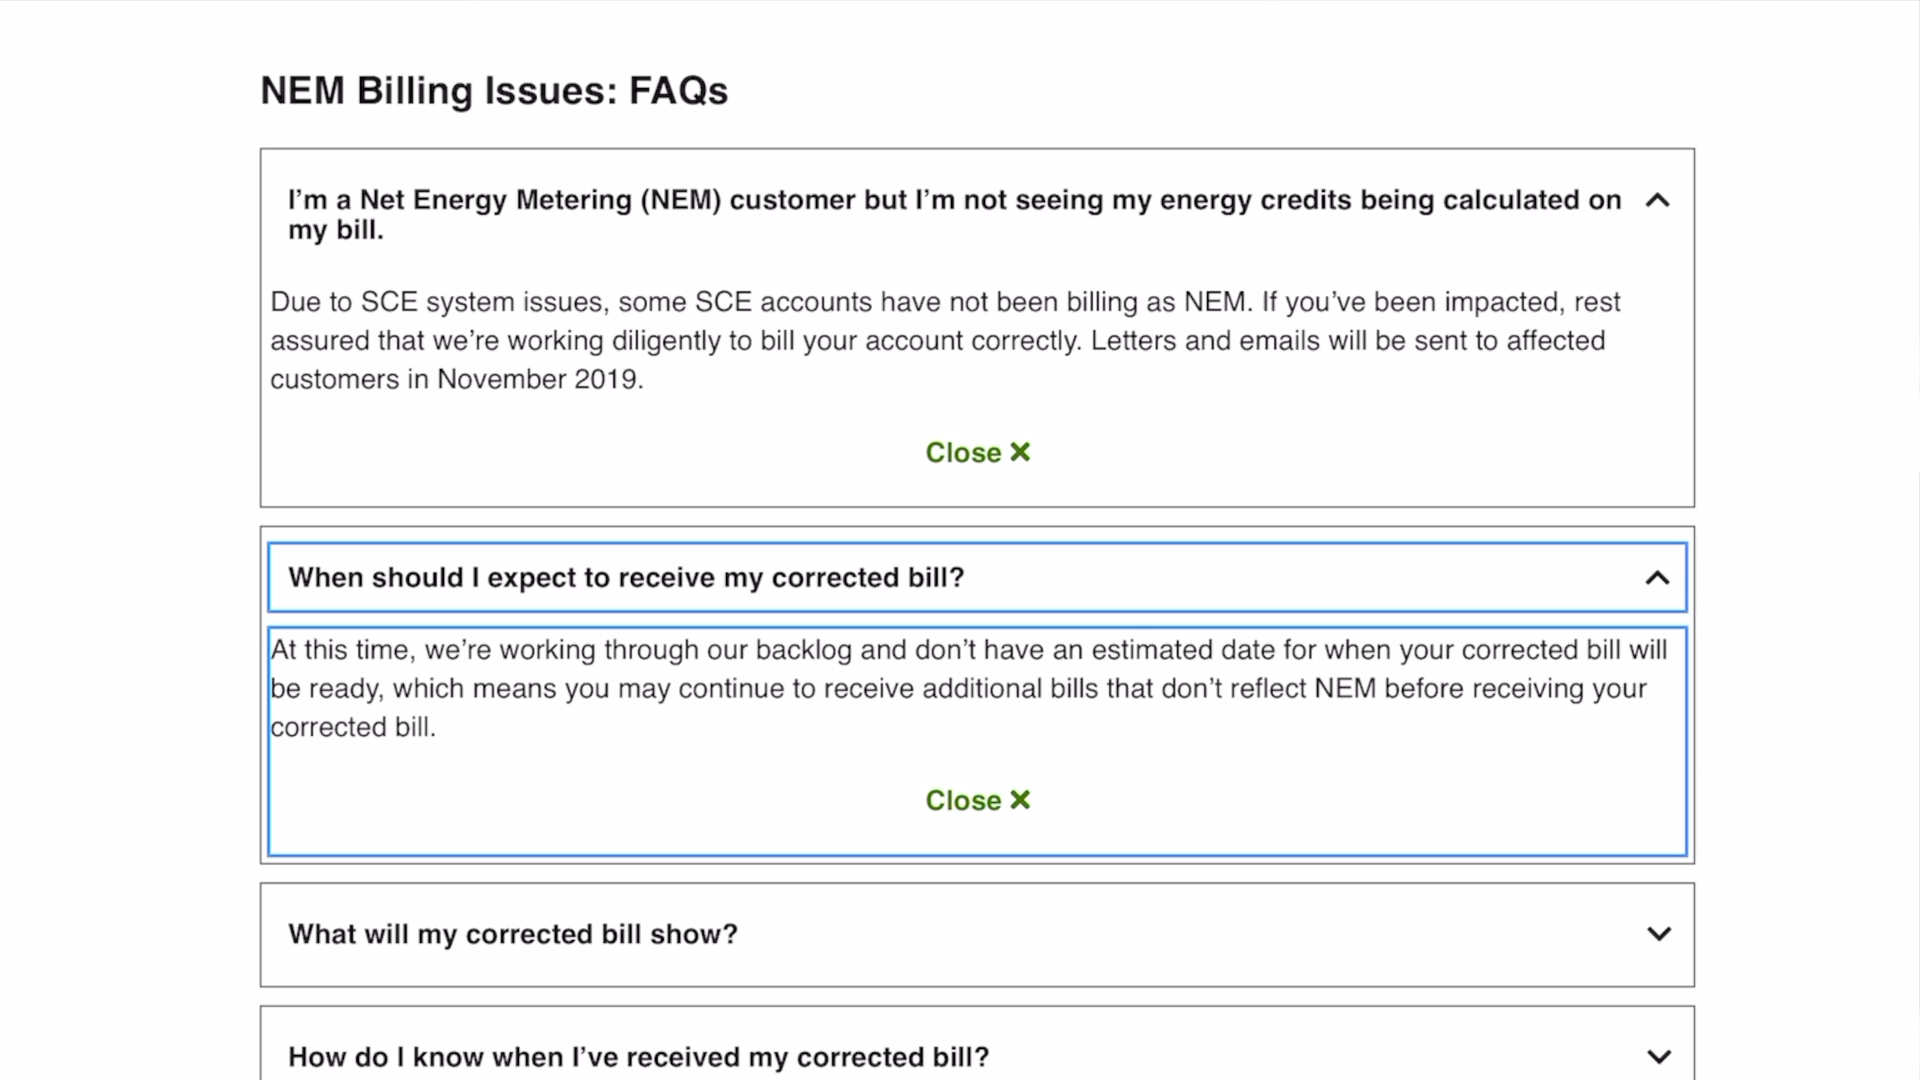 NEM Billing Issues: FAQs
I’m a Net Energy Metering (NEM) customer but I’m not seeing my energy credits being calculated on
my bill.
Due to SCE system issues, some SCE accounts have not been billing as NEM. If you’ve been impacted, rest
assured that we’re working diligently to bill your account correctly. Letters and emails will be sent to affected
customers in November 2019.
Close ✕
When should I expect to receive my corrected bill?
At this time, we’re working through our backlog and don’t have an estimated date for when your corrected bill will
be ready, which means you may continue to receive additional bills that don’t reflect NEM before receiving your
corrected bill.
Close ✕
What will my corrected bill show?
How do I know when I’ve received my corrected bill?